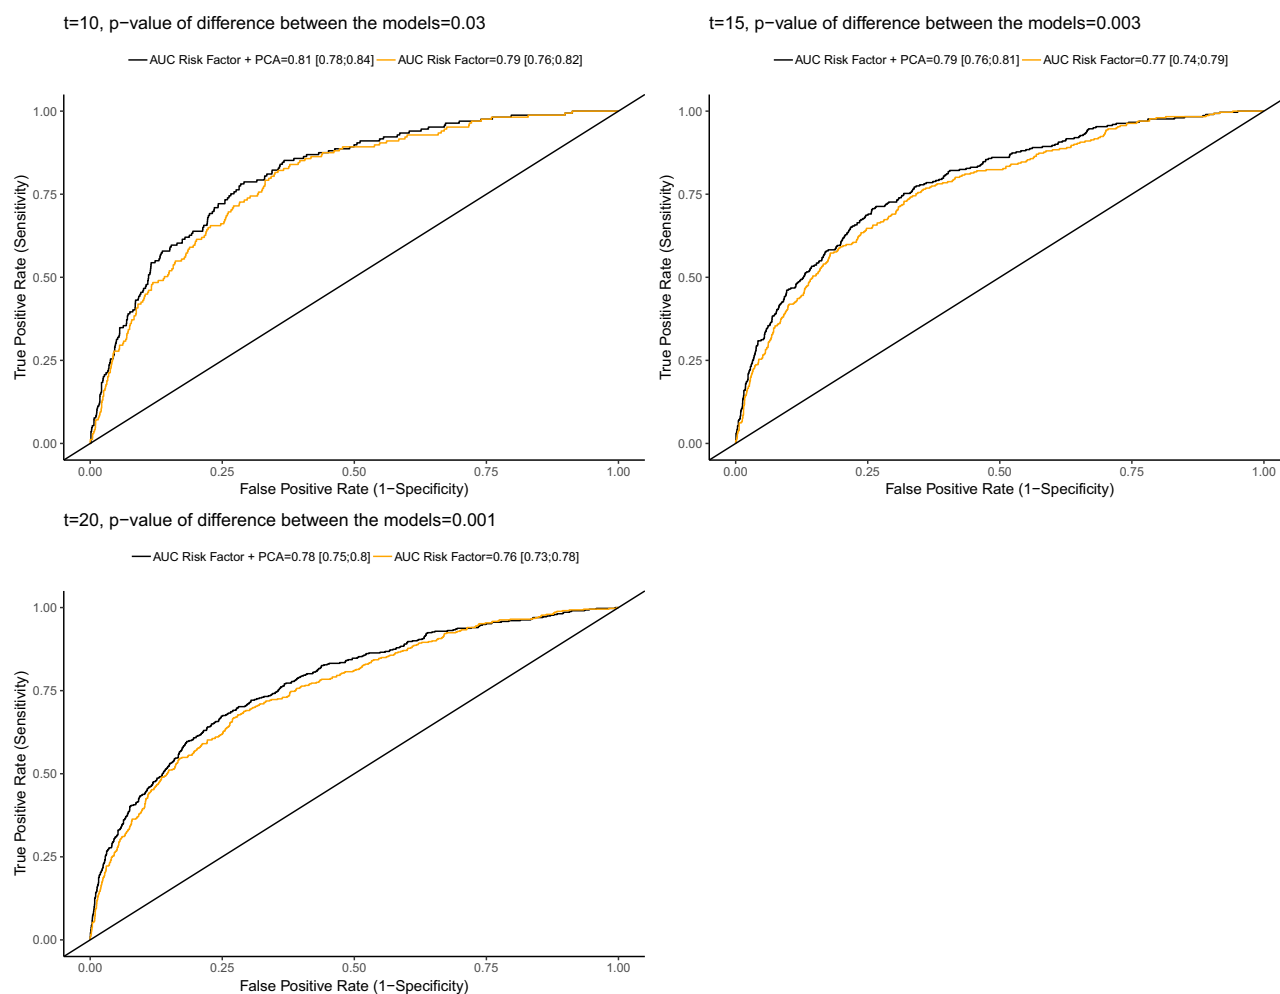 t=10, p−value of difference between the models=0.03
AUC Risk Factor + PCA=0.81 [0.78;0.84] AUC Risk Factor=0.79 [0.76;0.82]
True Positive Rate (Sensitivity)
1.00
0.75
0.50
0.25
0.00
0.00 0.25 0.50 0.75 1.00
False Positive Rate (1−Specificity)
t=15, p−value of difference between the models=0.003
AUC Risk Factor + PCA=0.79 [0.76;0.81] AUC Risk Factor=0.77 [0.74;0.79]
True Positive Rate (Sensitivity)
1.00
0.75
0.50
0.25
0.00
0.00 0.25 0.50 0.75 1.00
False Positive Rate (1−Specificity)
t=20, p−value of difference between the models=0.001
AUC Risk Factor + PCA=0.78 [0.75;0.8] AUC Risk Factor=0.76 [0.73;0.78]
True Positive Rate (Sensitivity)
1.00
0.75
0.50
0.25
0.00
0.00 0.25 0.50 0.75 1.00
False Positive Rate (1−Specificity)